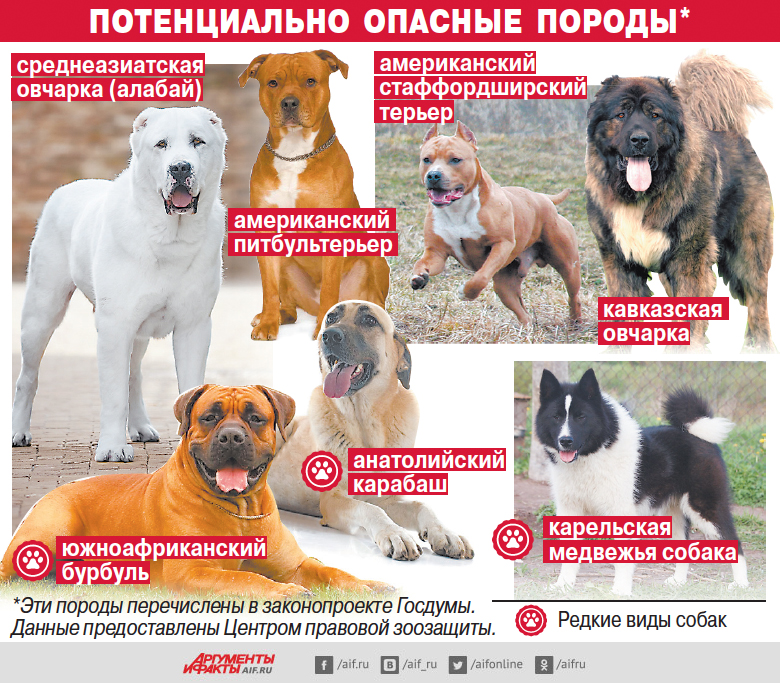 ПОТЕНЦИАЛЬНО ОПАСНЫЕ ПОРОДЫ*
среднеазиатская
овчарка (алабай)
американский
питбультерьер
американский
стаффордширский
терьер
кавказская
овчарка
анатолийский
карабаш
южноафриканский
бурбуль
карельская
медвежья собака
*Эти породы перечислены в законопроекте Госдумы.
Данные предоставлены Центром правовой зоозащиты.
Редкие виды собак
АРГУМЕНТЫ
И ФАКТЫ AIF.RU
f /aif.ru B /aif_ru /aifonline /aifru